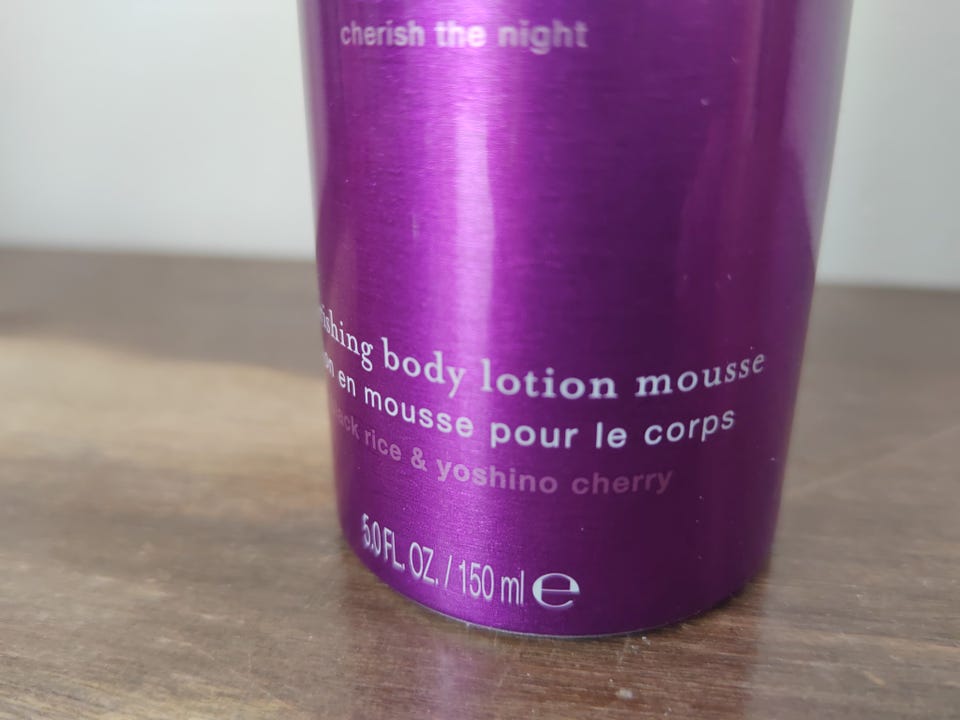 cherish the night
body lotion mousse
en mousse pour le corps
rice & yoshino cherry
5.0 FL. OZ. / 150 ml e